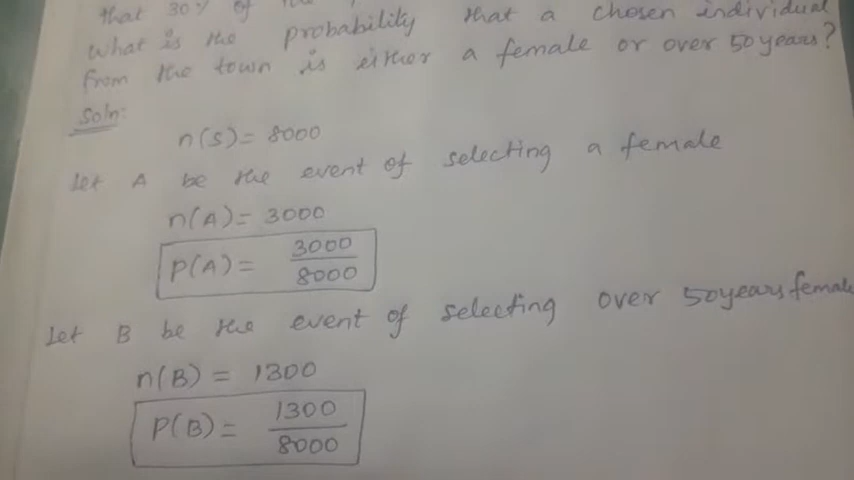 that 30% of the
what is the probability that a chosen individual
from the town is either a female or over 50 years?
Soln:
n(S) = 8000
Let A be the event of selecting a female
n(A) = 3000
P(A) = 3000/8000
Let B be the event of selecting over 50years female
n(B) = 1300
P(B) = 1300/8000